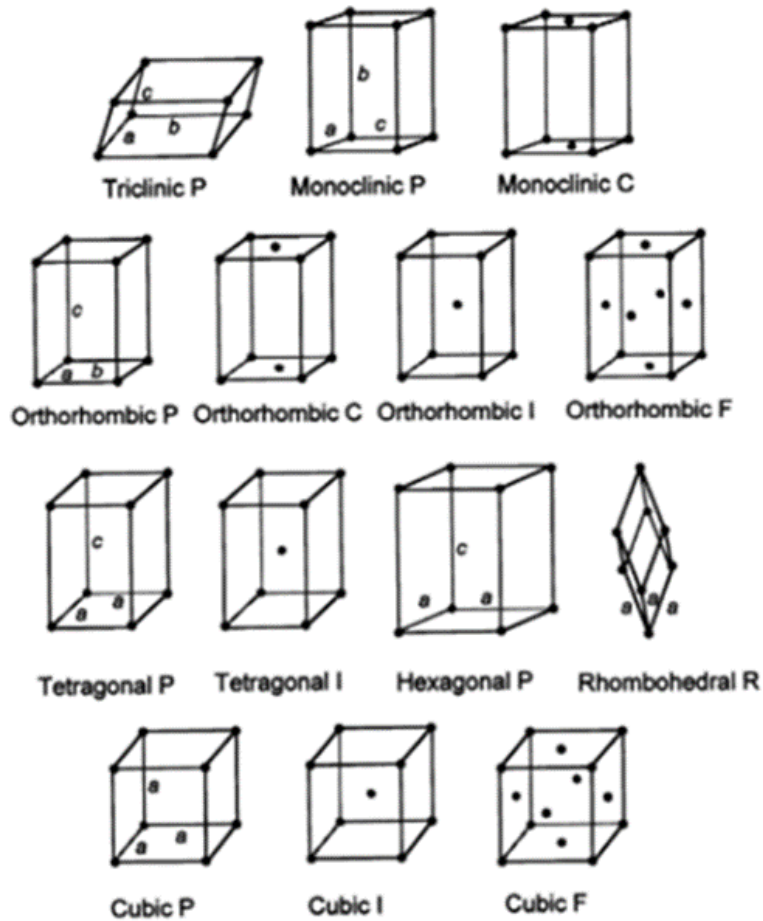 c
b
a
Triclinic P
b
a
c
Monoclinic P
a
Monoclinic C
c
a b
Orthorhombic P
Orthorhombic C
Orthorhombic I
Orthorhombic F
c
a
a
Tetragonal P
Tetragonal I
c
a
a
Hexagonal P
a
a
a
Rhombohedral R
a
a
a
Cubic P
Cubic I
Cubic F